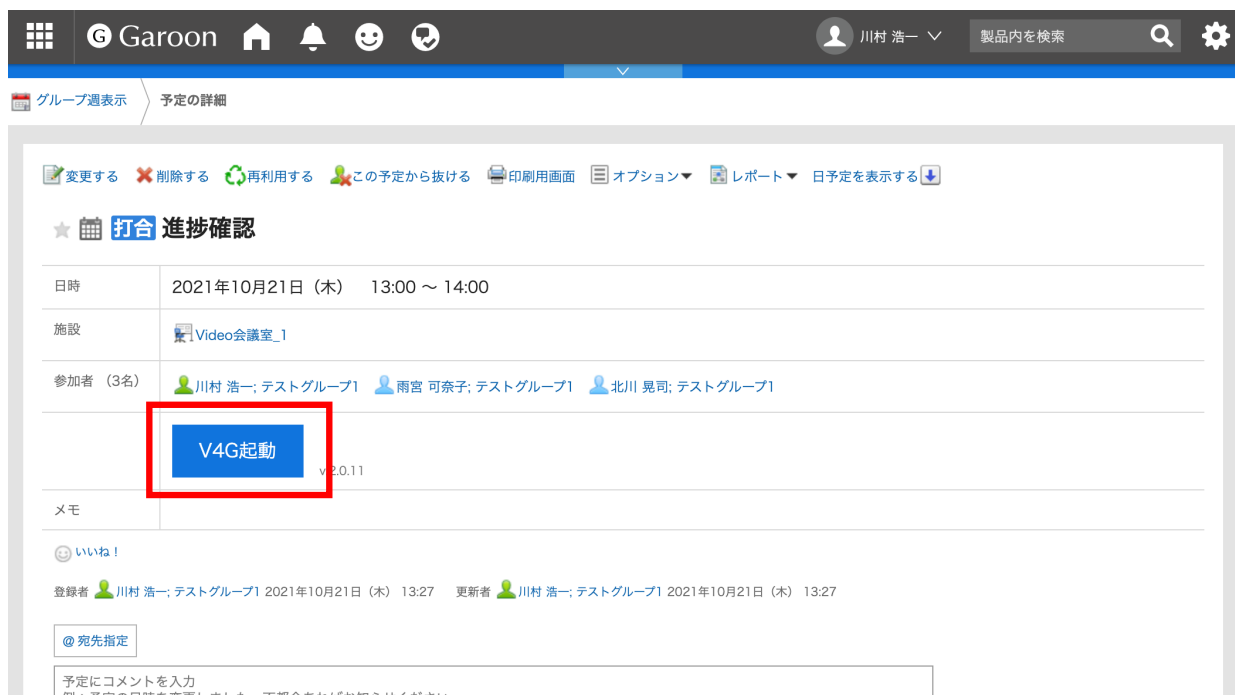 Garoon 川村 浩一 製品内を検索
グループ週表示 予定の詳細
変更する 削除する 再利用する この予定から抜ける 印刷用画面 オプション レポート 日予定を表示する
打合 進捗確認
日時 2021年10月21日（木） 13:00 〜 14:00
施設 Video会議室_1
参加者 （3名） 川村 浩一; テストグループ1 雨宮 可奈子; テストグループ1 北川 晃司; テストグループ1
V4G起動
v.2.0.11
メモ
いいね！
登録者 川村 浩一; テストグループ1 2021年10月21日（木） 13:27 更新者 川村 浩一; テストグループ1 2021年10月21日（木） 13:27
@ 宛先指定
予定にコメントを入力